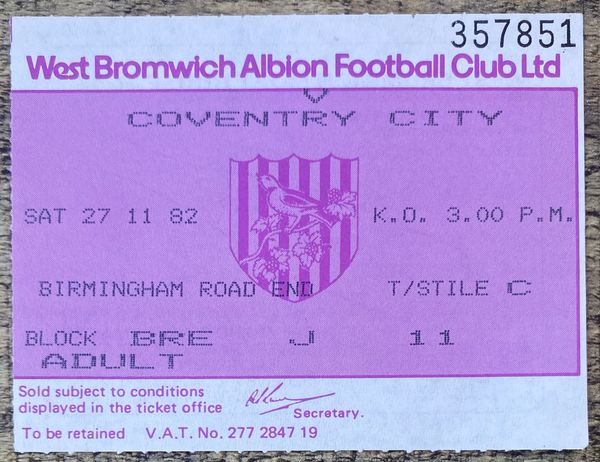 357851
West Bromwich Albion Football Club Ltd
V
COVENTRY CITY
SAT 27 11 82 K.O. 3.00 P.M.
BIRMINGHAM ROAD END T/STILE C
BLOCK BRE J 11
ADULT
Sold subject to conditions
displayed in the ticket office
Secretary.
To be retained V.A.T. No. 277 2847 19